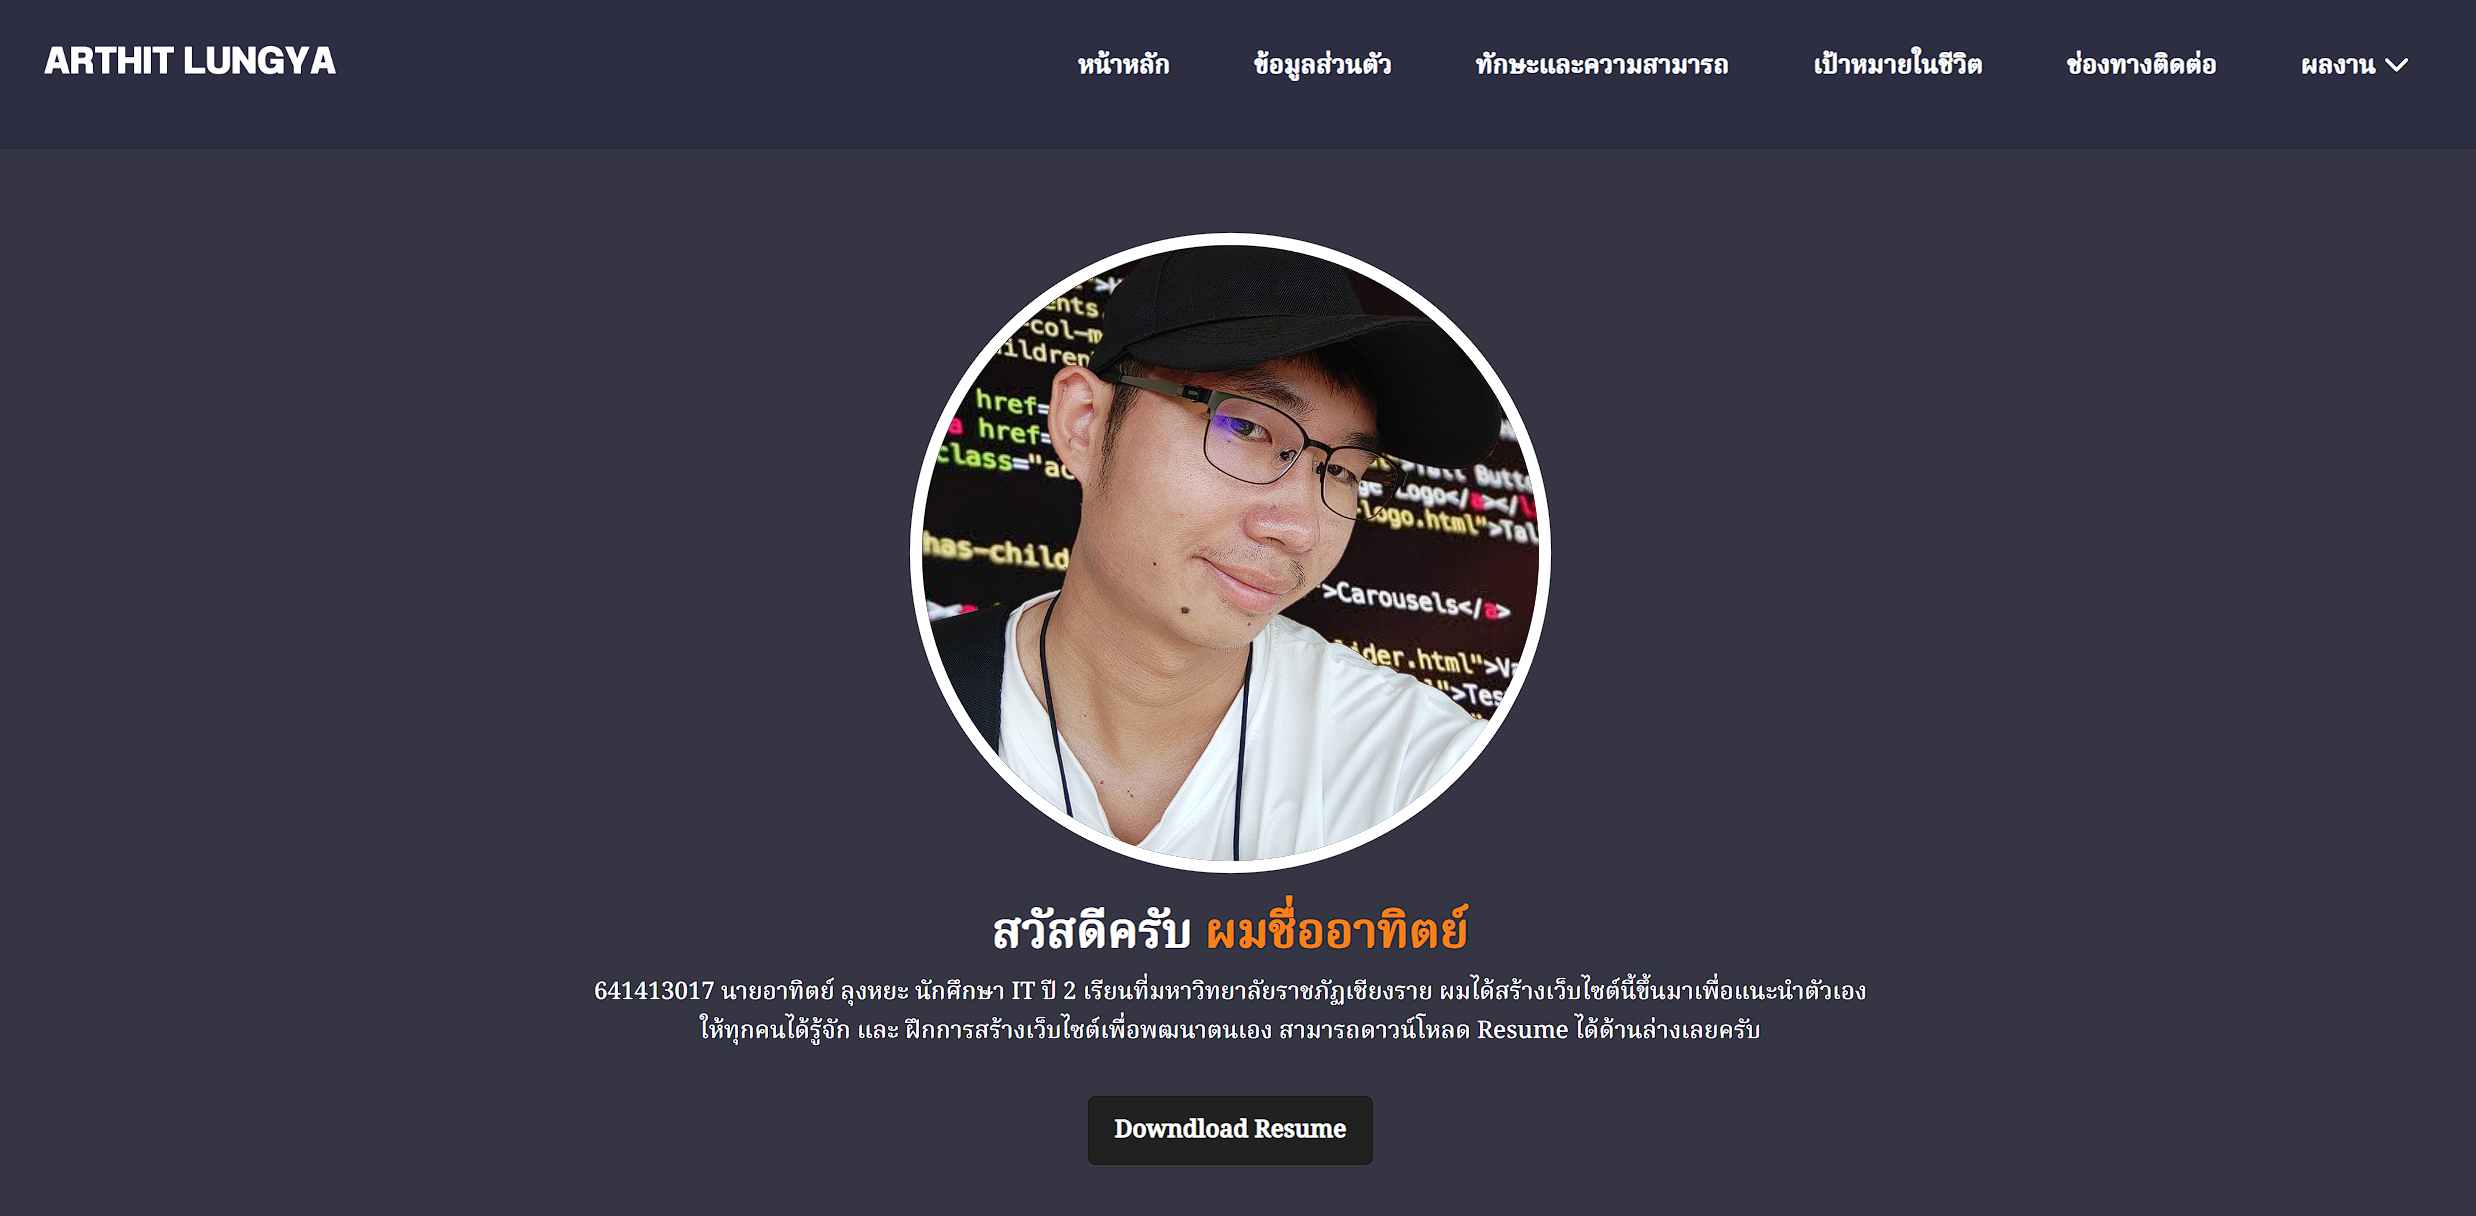 ARTHIT LUNGYA
หน้าหลัก ข้อมูลส่วนตัว ทักษะและความสามารถ เป้าหมายในชีวิต ช่องทางติดต่อ ผลงาน
href=
a href=
class="ac
has-child
ildren
-col-m
ents.
Logo</a></l
-logo.html">Tal
>Carousels</a>
ider.html">Va
">Tes
สวัสดีครับ ผมชื่ออาทิตย์
641413017 นายอาทิตย์ ลุงหยะ นักศึกษา IT ปี 2 เรียนที่มหาวิทยาลัยราชภัฏเชียงราย ผมได้สร้างเว็บไซต์นี้ขึ้นมาเพื่อแนะนำตัวเอง
ให้ทุกคนได้รู้จัก และ ฝึกการสร้างเว็บไซต์เพื่อพฒนาตนเอง สามารถดาวน์โหลด Resume ได้ด้านล่างเลยครับ
Downdload Resume